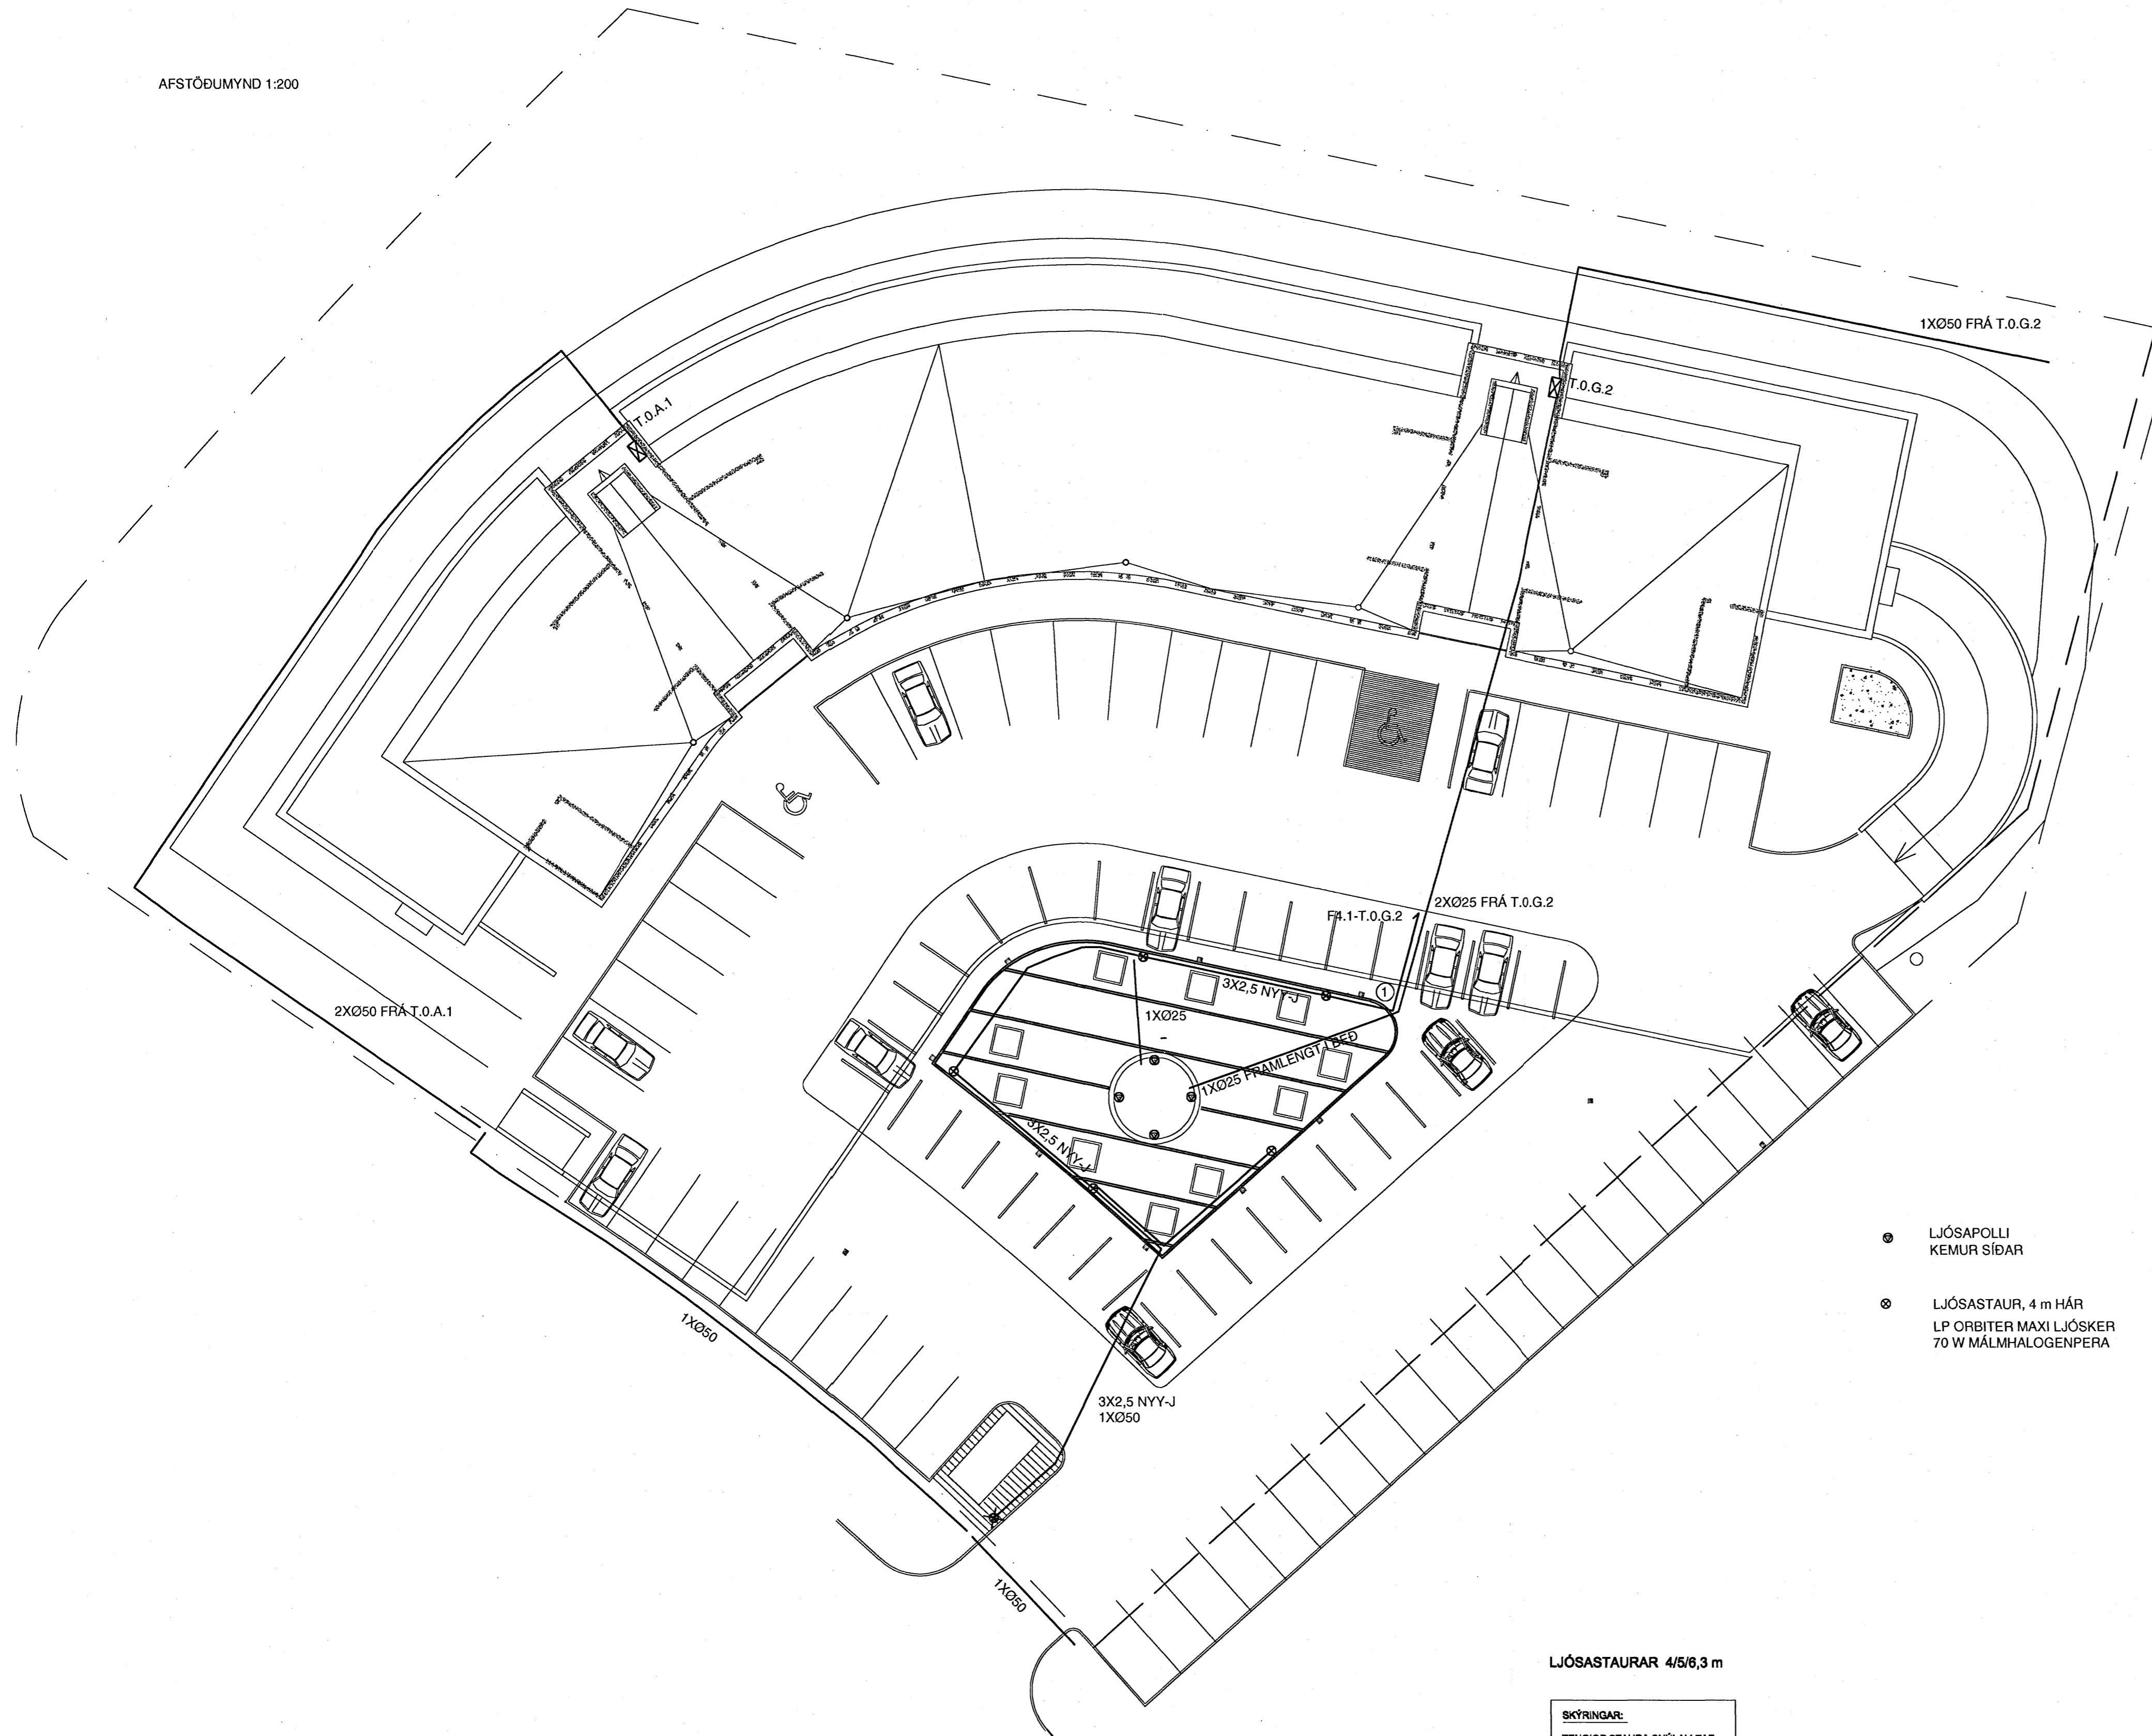 AFSTÖÐUMYND 1:200
1XØ50 FRÁ T.0.G.2
T.0.G.2
T.0.A.1
2XØ25 FRÁ T.0.G.2
F4.1-T.0.G.2
1
3X2,5 NYY-J
1XØ25
1XØ25 FRAMLENGT Í BEÐ
2XØ50 FRÁ T.0.A.1
3X2,5 NYY-J
LJÓSAPOLLI
KEMUR SÍÐAR
LJÓSASTAUR, 4 m HÁR
LP ORBITER MAXI LJÓSKER
70 W MÁLMHALOGENPERA
1XØ50
3X2,5 NYY-J
1XØ50
1XØ50
LJÓSASTAURAR 4/5/6,3 m
SKÝRINGAR: